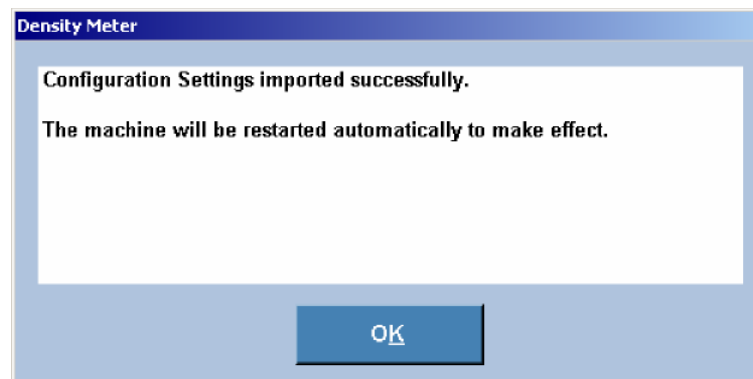 Density Meter
Configuration Settings imported successfully.
The machine will be restarted automatically to make effect.
OK